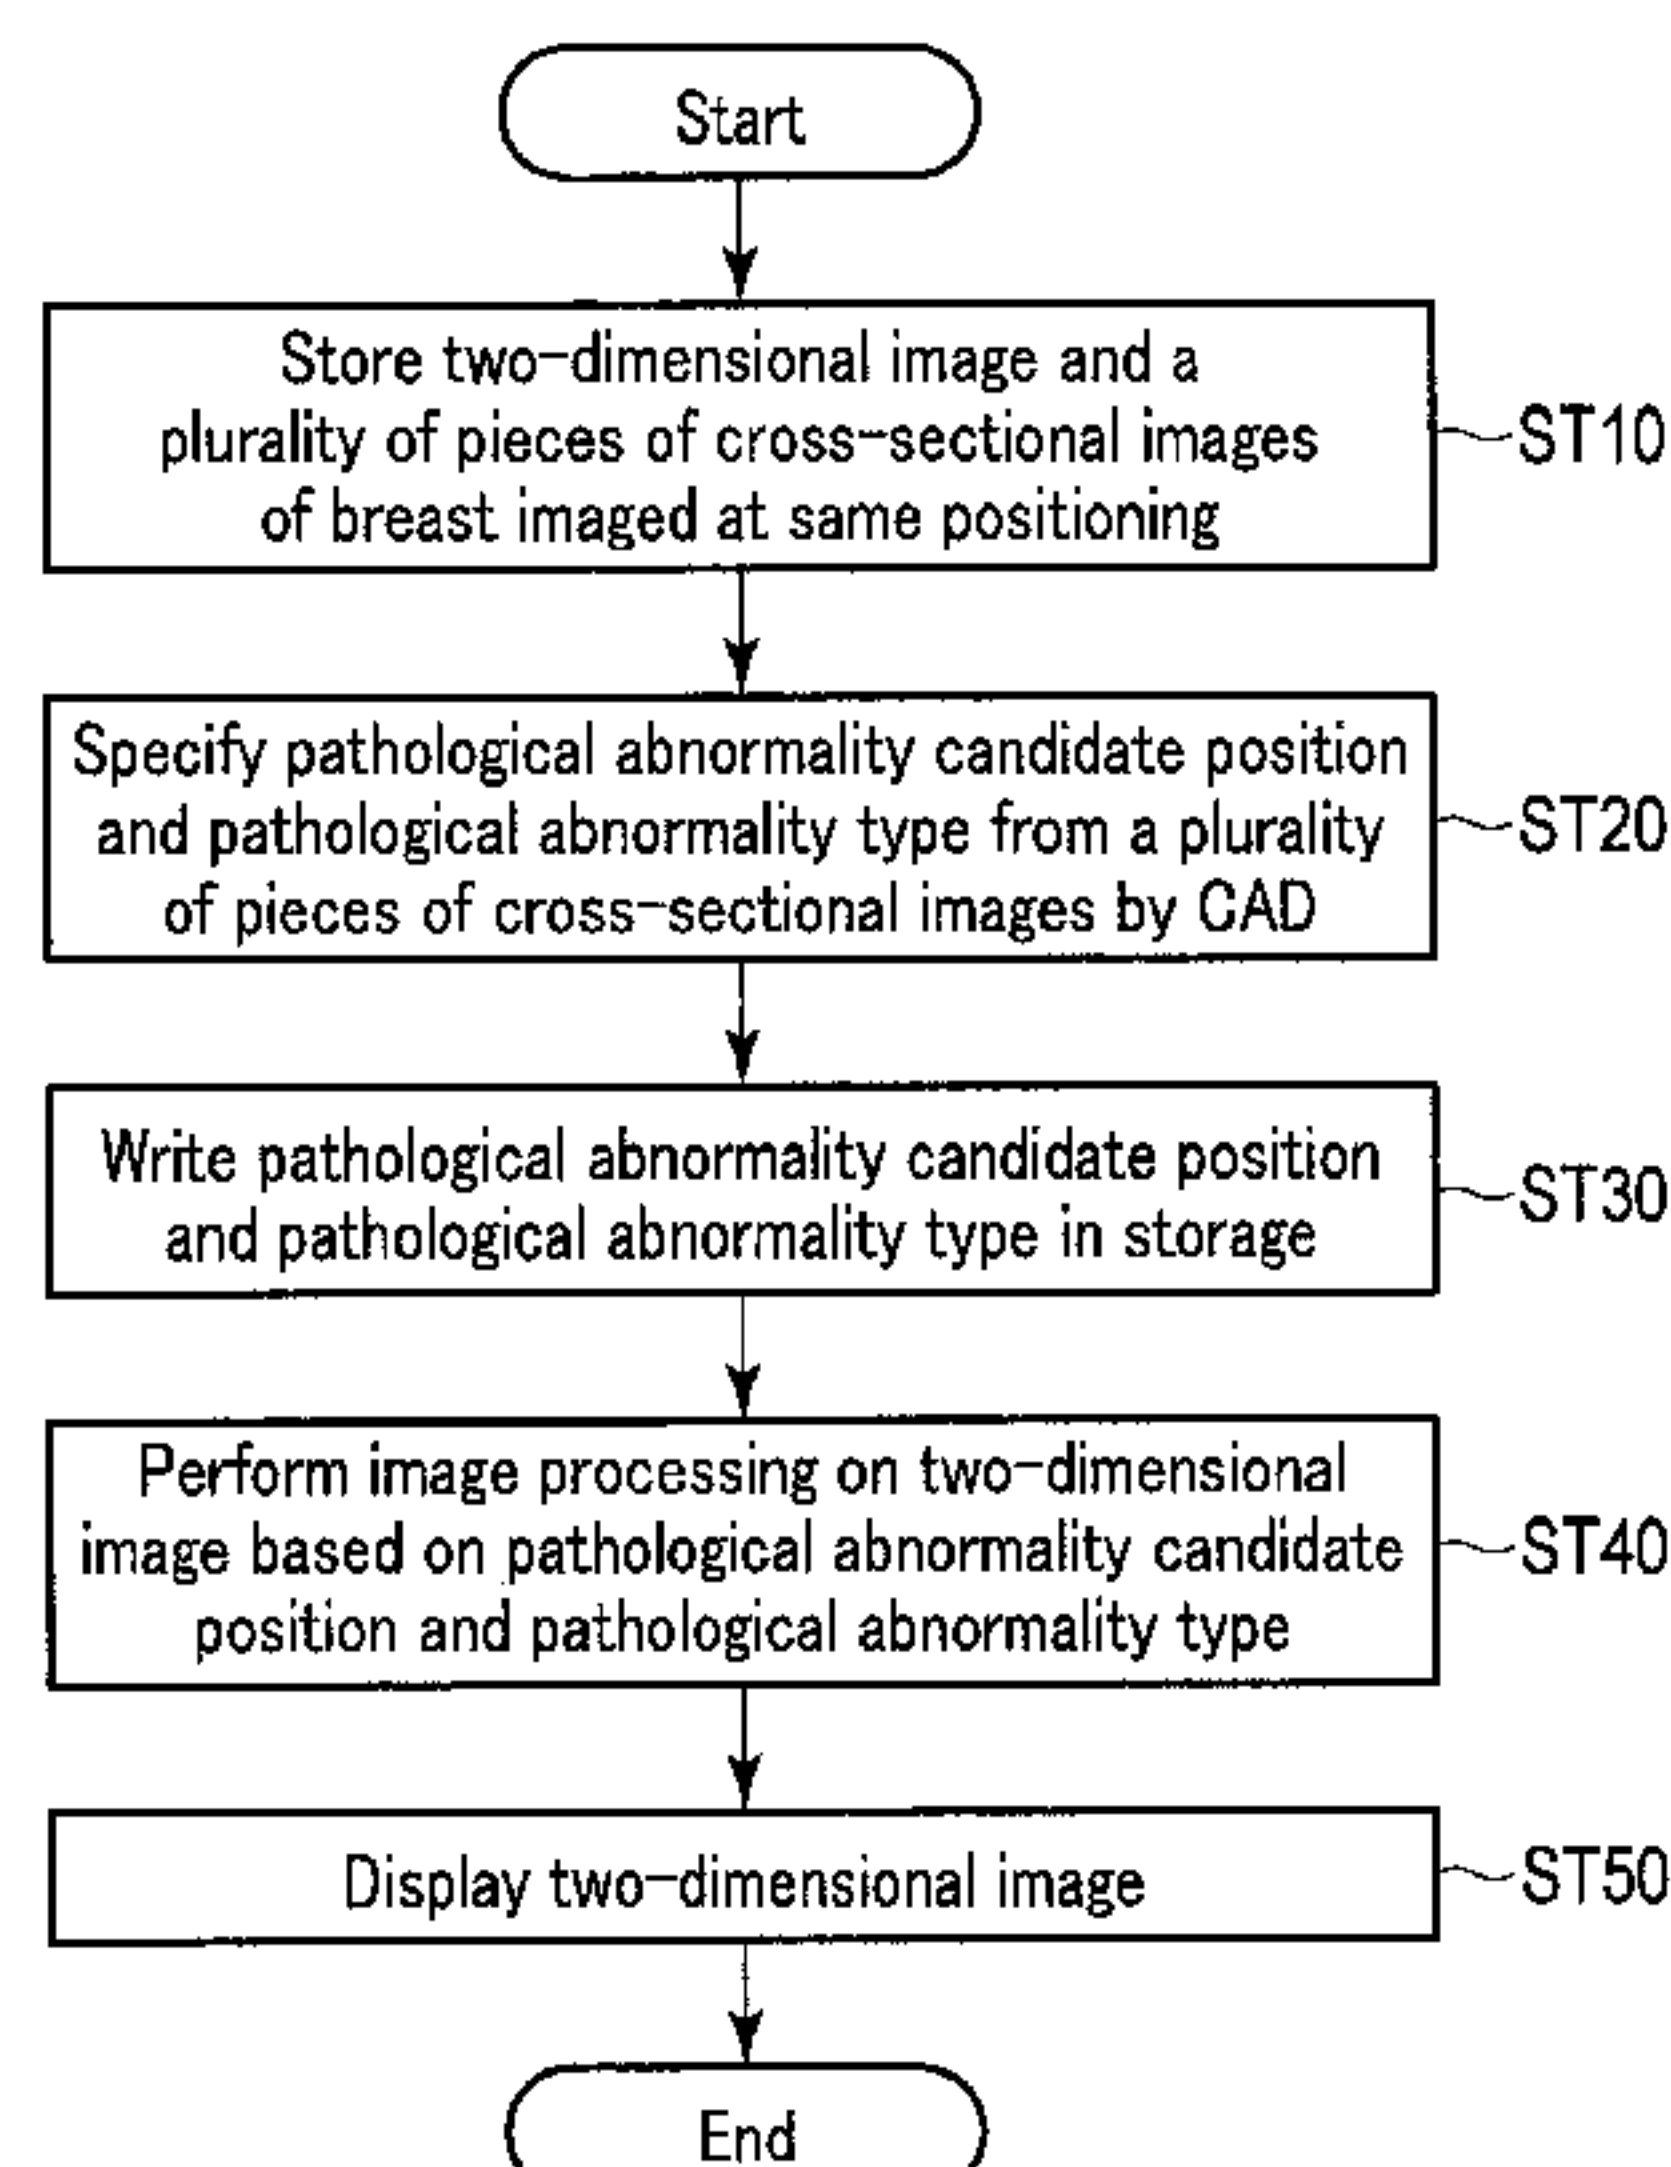 Start
Store two-dimensional image and a
plurality of pieces of cross-sectional images
of breast imaged at same positioning
ST10
Specify pathological abnormality candidate position
and pathological abnormality type from a plurality
of pieces of cross-sectional images by CAD
ST20
Write pathological abnormality candidate position
and pathological abnormality type in storage
ST30
Perform image processing on two-dimensional
image based on pathological abnormality candidate
position and pathological abnormality type
ST40
Display two-dimensional image
ST50
End